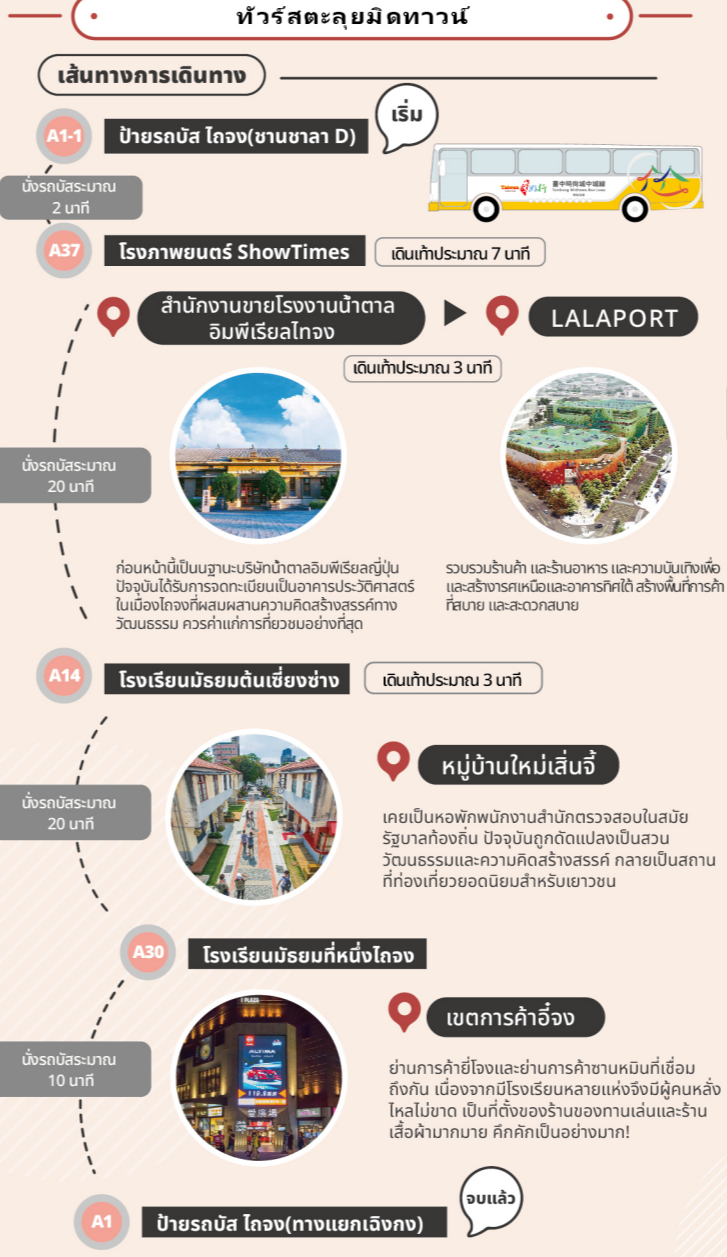 ทัวร์สตะลุยมิดทาวน์
เส้นทางการเดินทาง
A1-1
ป้ายรถบัส ไถจง(ชานชาลา D)
เริ่ม
นั่งรถบัสระมาณ
2 นาที
臺中時尚城中城線
A37
โรงภาพยนตร์ ShowTimes
เดินเท้าประมาณ 7 นาที
สำนักงานขายโรงงานน้ำตาล
อิมพีเรียลไทจง
LALAPORT
เดินเท้าประมาณ 3 นาที
นั่งรถบัสระมาณ
20 นาที
ก่อนหน้านี้เป็นนฐานะบริษัทน้ำตาลอิมพีเรียลญี่ปุ่น
ปัจจุบันได้รับการจดทะเบียนเป็นอาคารประวัติศาสตร์
ในเมืองไถจงที่ผสมผสานความคิดสร้างสรรค์ทาง
วัฒนธรรม ควรค่าแก่การที่ยวชมอย่างที่สุด
รวบรวมร้านค้า และร้านอาหาร และความบันเทิงเพื่อ
และสร้างารศเหนือและอาคารทิศใต้ สร้างพื้นที่การค้า
ที่สบาย และสะดวกสบาย
A14
โรงเรียนมัธยมต้นเซี่ยงซ่าง
เดินเท้าประมาณ 3 นาที
นั่งรถบัสระมาณ
20 นาที
หมู่บ้านใหม่เสิ่นจี้
เคยเป็นหอพักพนักงานสำนักตรวจสอบในสมัย
รัฐบาลท้องถิ่น ปัจจุบันถูกดัดแปลงเป็นสวน
วัฒนธรรมและความคิดสร้างสรรค์ กลายเป็นสถาน
ที่ท่องเที่ยวยอดนิยมสำหรับเยาวชน
A30
โรงเรียนมัธยมที่หนึ่งไถจง
นั่งรถบัสระมาณ
10 นาที
ALTIMA
เขตการค้าอี๋จง
ย่านการค้ายี่โจงและย่านการค้าซานหมินที่เชื่อม
ถึงกัน เนื่องจากมีโรงเรียนหลายแห่งจึงมีผู้คนหลั่ง
ไหลไม่ขาด เป็นที่ตั้งของร้านของทานเล่นและร้าน
เสื้อผ้ามากมาย คึกคักเป็นอย่างมาก!
A1
ป้ายรถบัส ไถจง(ทางแยกเฉิงกง)
จบแล้ว